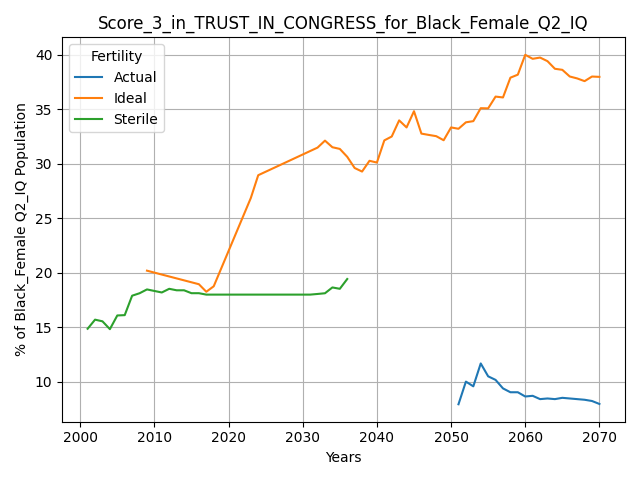 Score_3_in_TRUST_IN_CONGRESS_for_Black_Female_Q2_IQ
Fertility
Actual
Ideal
Sterile
% of Black_Female Q2_IQ Population
40
35
30
25
20
15
10
2000 2010 2020 2030 2040 2050 2060 2070
Years